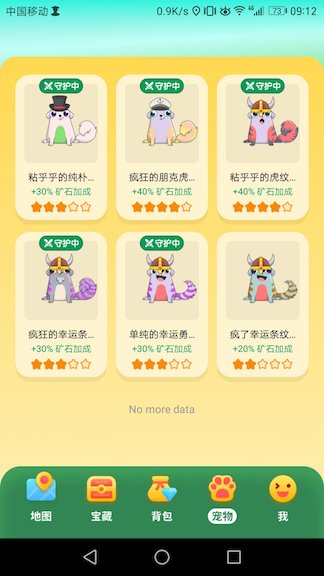 中国移动 0.9K/s 4G 73 09:12
守护中 守护中 守护中
粘乎乎的纯朴... 疯狂的朋克虎... 粘乎乎的虎纹...
+30% 矿石加成 +40% 矿石加成 +40% 矿石加成
守护中 守护中
疯狂的幸运条... 单纯的幸运勇... 疯了幸运条纹...
+30% 矿石加成 +30% 矿石加成 +20% 矿石加成
No more data
地图 宝藏 背包 宠物 我